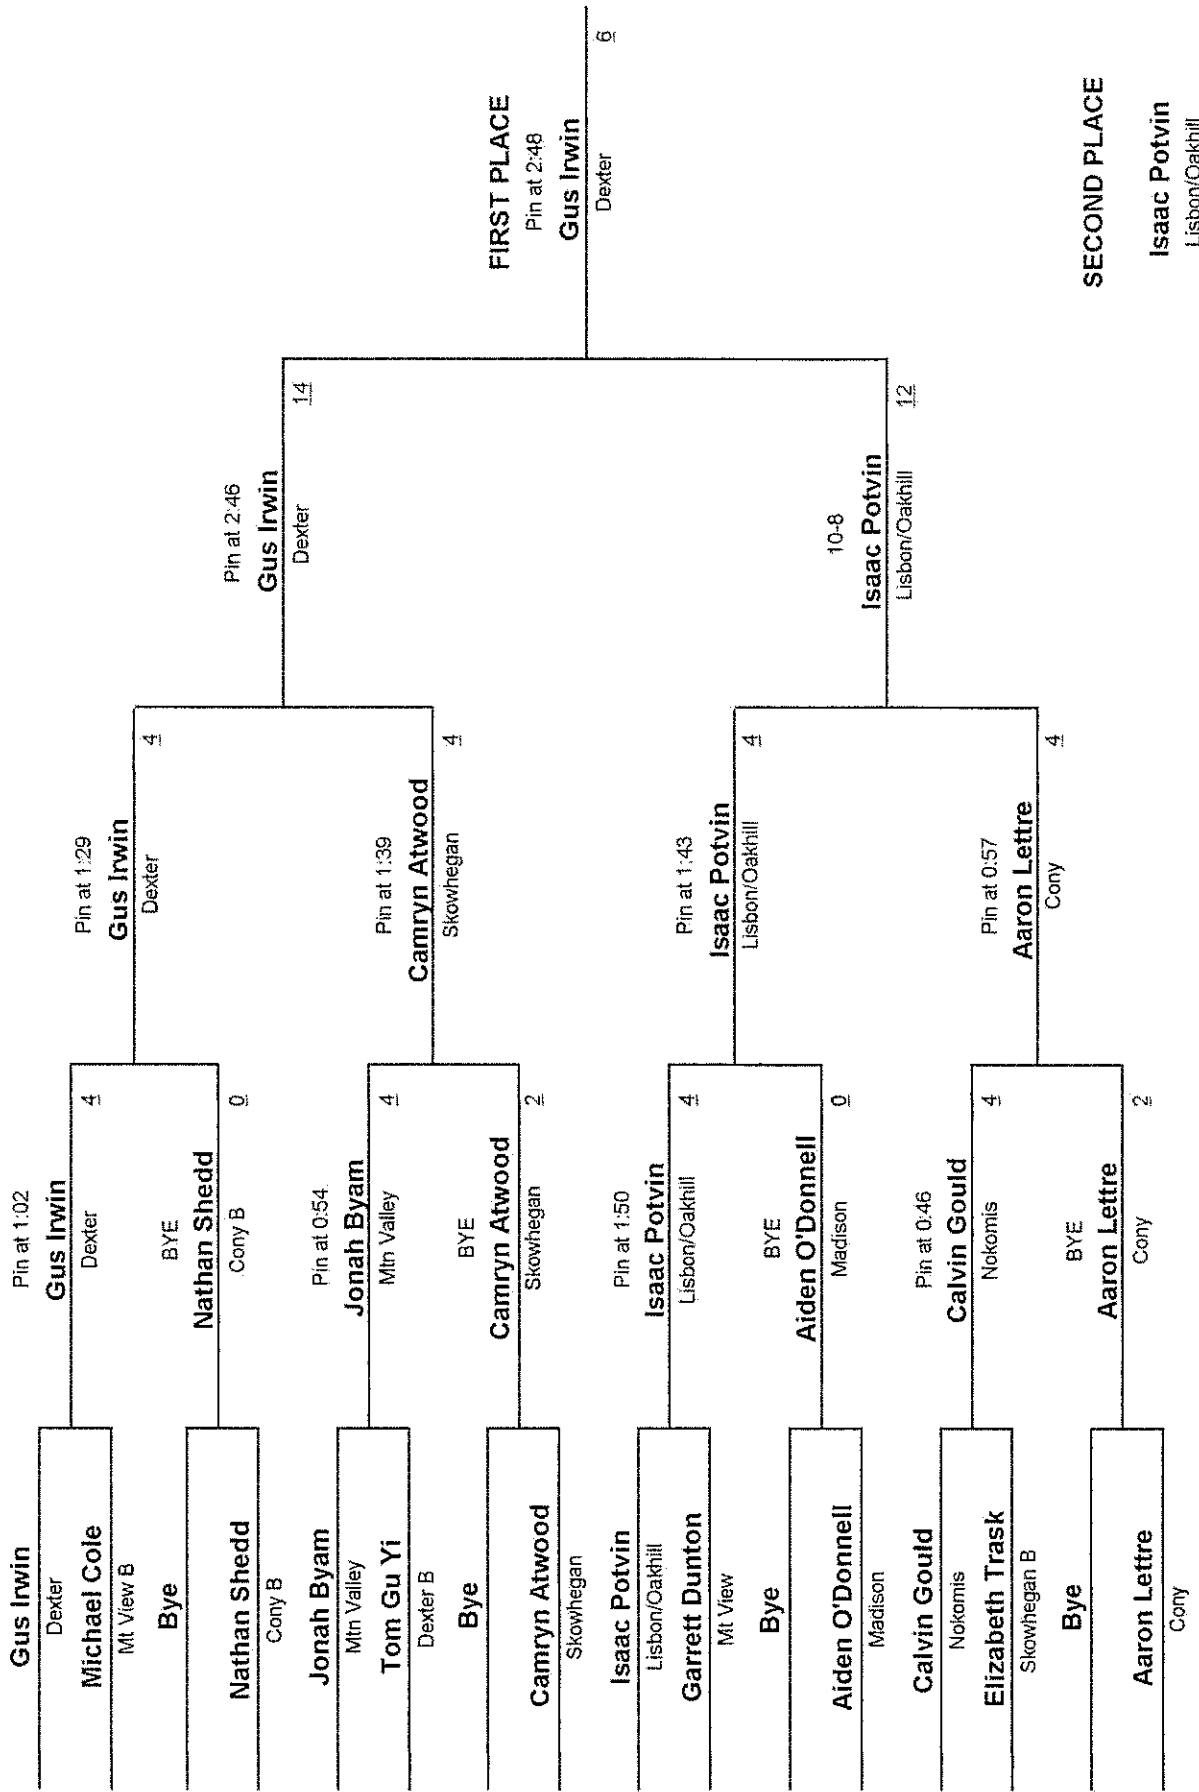 Gus Irwin
Dexter
Michael Cole
Mt View B
Bye
Nathan Shedd
Cony B
Jonah Byam
Mtn Valley
Tom Gu Yi
Dexter B
Bye
Camryn Atwood
Skowhegan
Isaac Potvin
Lisbon/Oakhill
Garrett Dunton
Mt View
Bye
Aiden O'Donnell
Madison
Calvin Gould
Nokomis
Elizabeth Trask
Skowhegan B
Bye
Aaron Lettre
Cony
Pin at 1:02
Gus Irwin
Dexter
4
BYE
Nathan Shedd
Cony B
0
Pin at 0:54
Jonah Byam
Mtn Valley
4
BYE
Camryn Atwood
Skowhegan
2
Pin at 1:50
Isaac Potvin
Lisbon/Oakhill
4
BYE
Aiden O'Donnell
Madison
0
Pin at 0:46
Calvin Gould
Nokomis
4
BYE
Aaron Lettre
Cony
2
Pin at 1:29
Gus Irwin
Dexter
4
Pin at 1:39
Camryn Atwood
Skowhegan
4
Pin at 1:43
Isaac Potvin
Lisbon/Oakhill
4
Pin at 0:57
Aaron Lettre
Cony
4
Pin at 2:46
Gus Irwin
Dexter
14
10-8
Isaac Potvin
Lisbon/Oakhill
12
FIRST PLACE
Pin at 2:48
Gus Irwin
Dexter
6
SECOND PLACE
Isaac Potvin
Lisbon/Oakhill